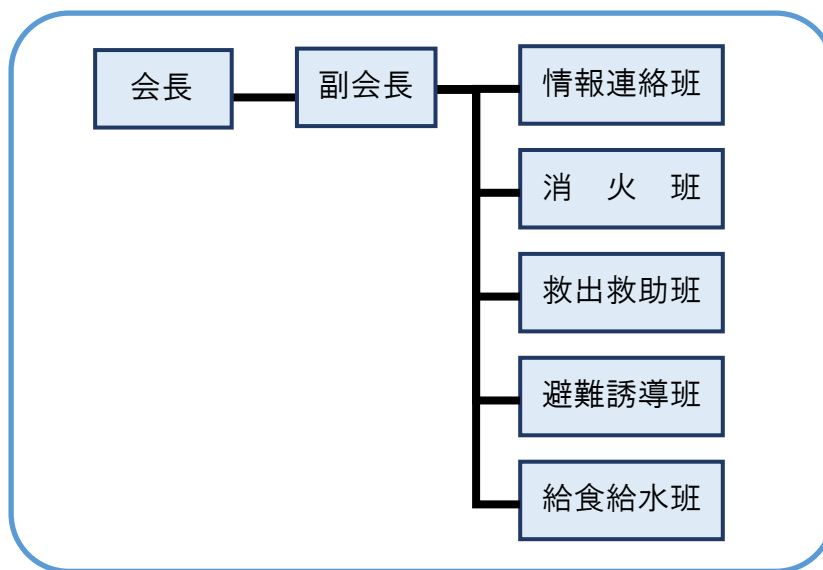 会長
副会長
情報連絡班
消　火　班
救出救助班
避難誘導班
給食給水班